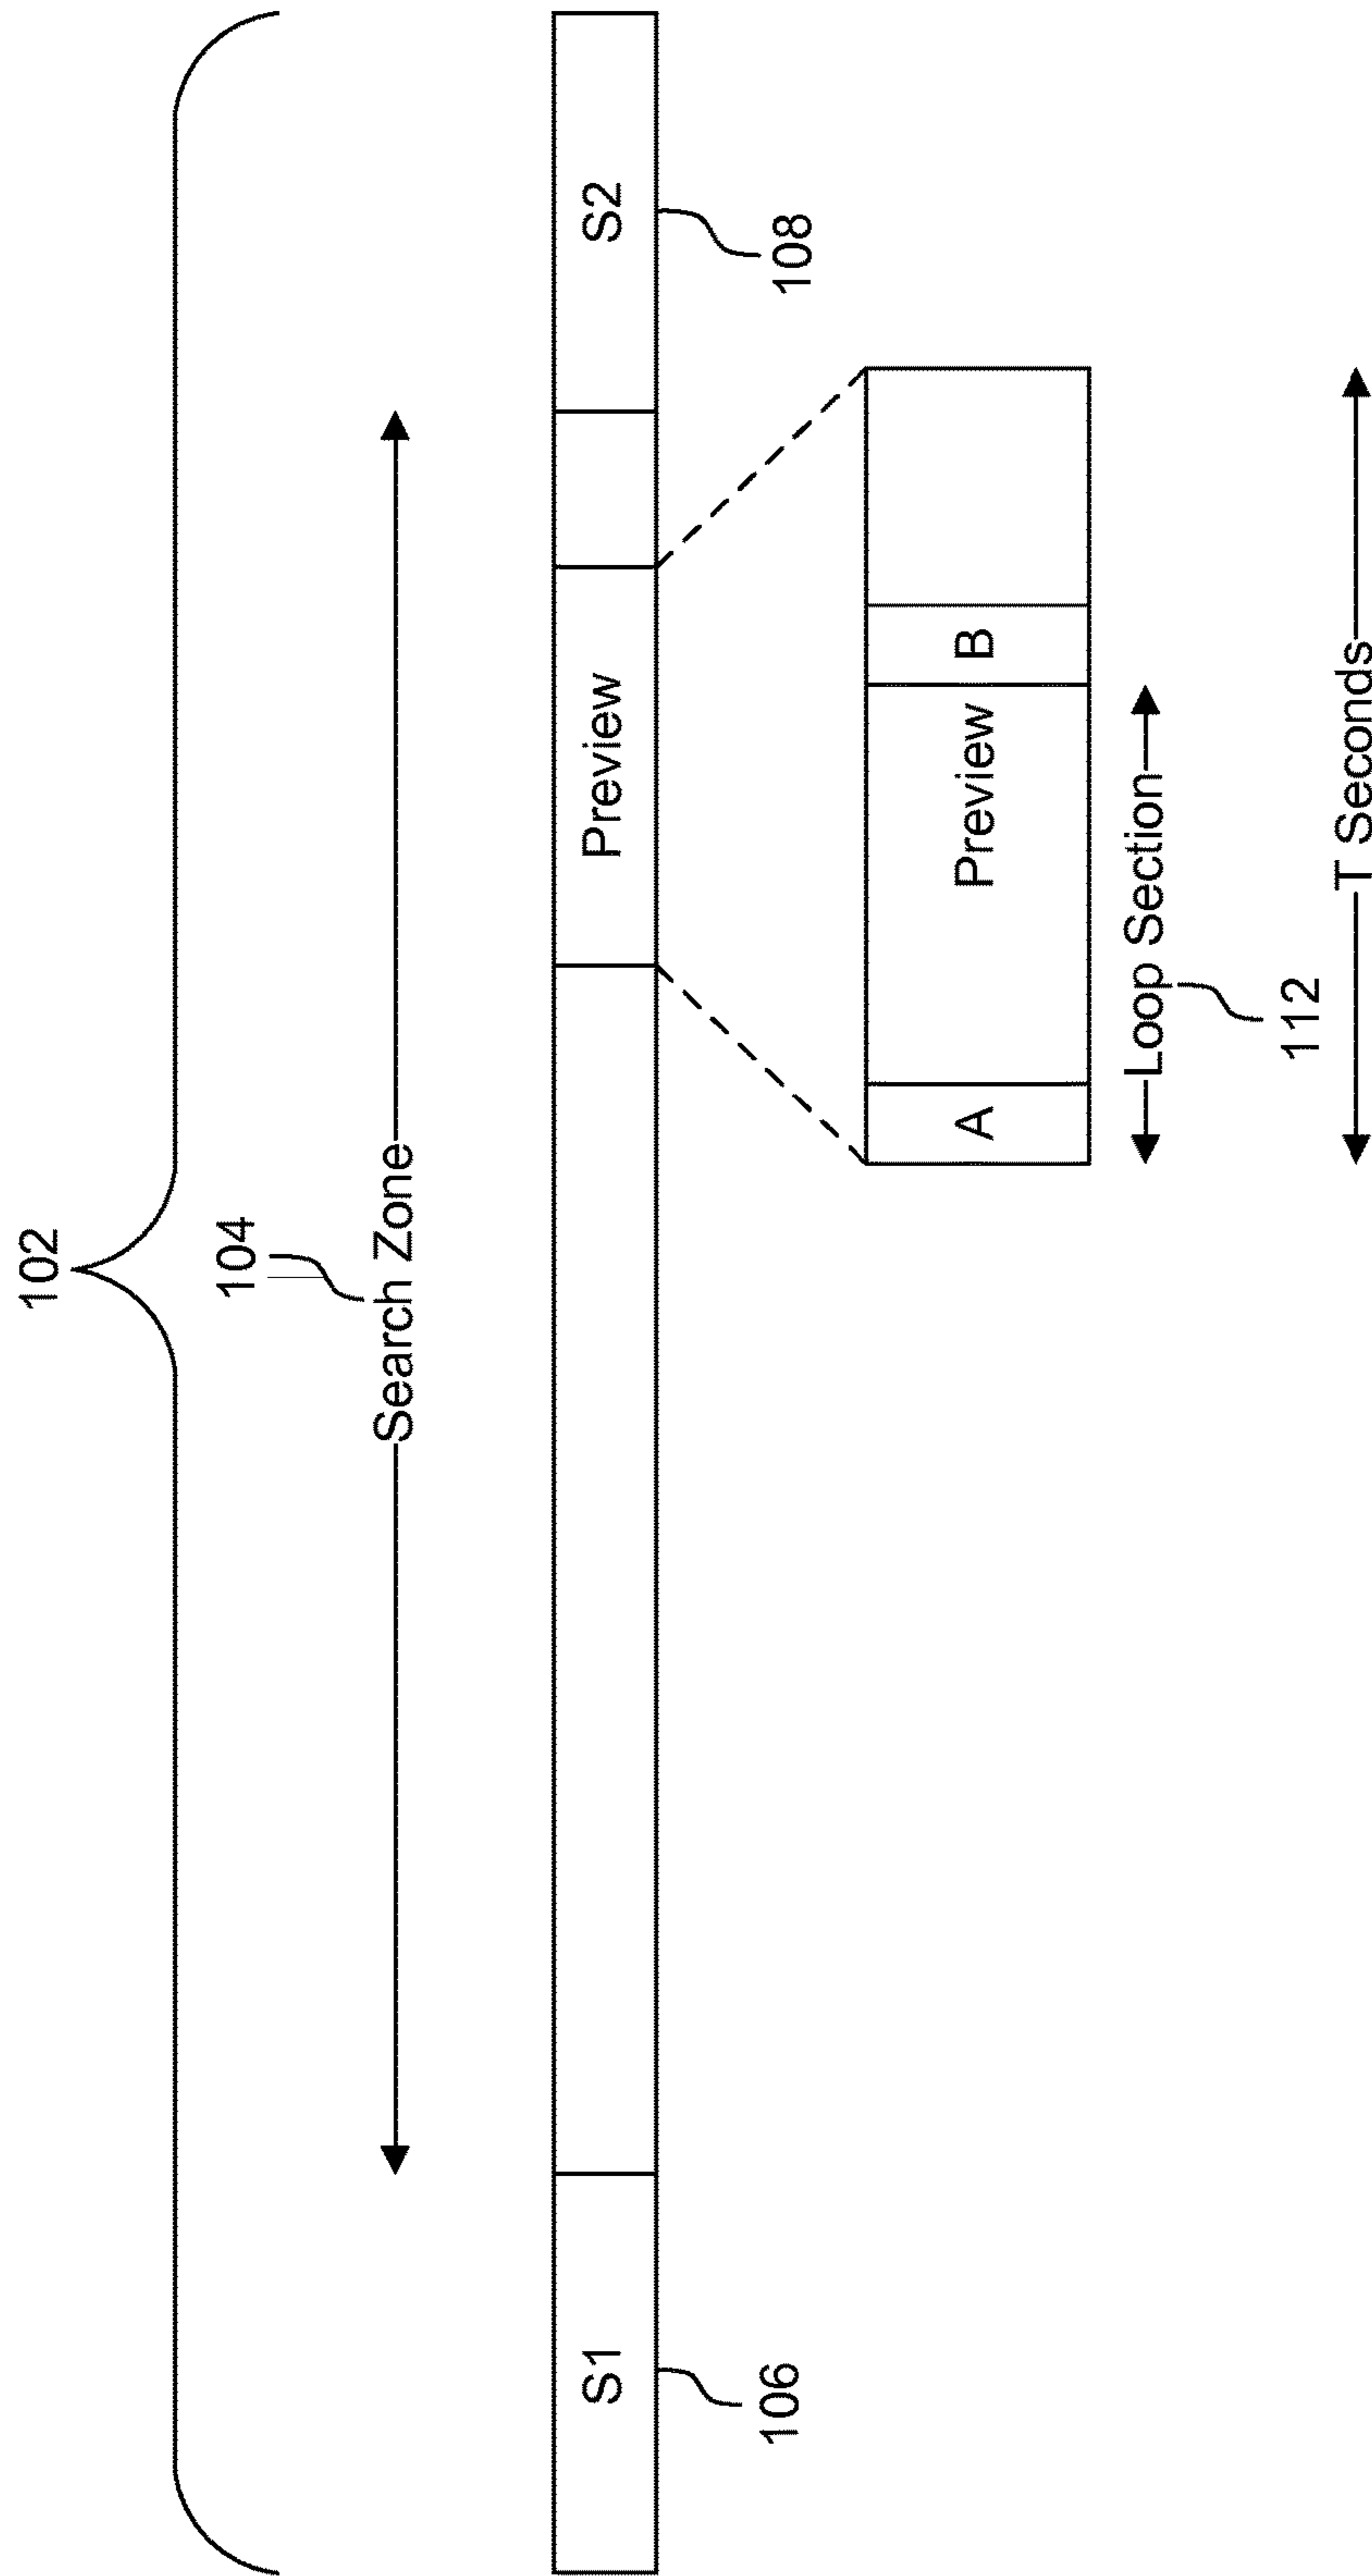 102
104
Search Zone
S1
Preview
S2
106
108
A
Preview
B
Loop Section
112
T Seconds